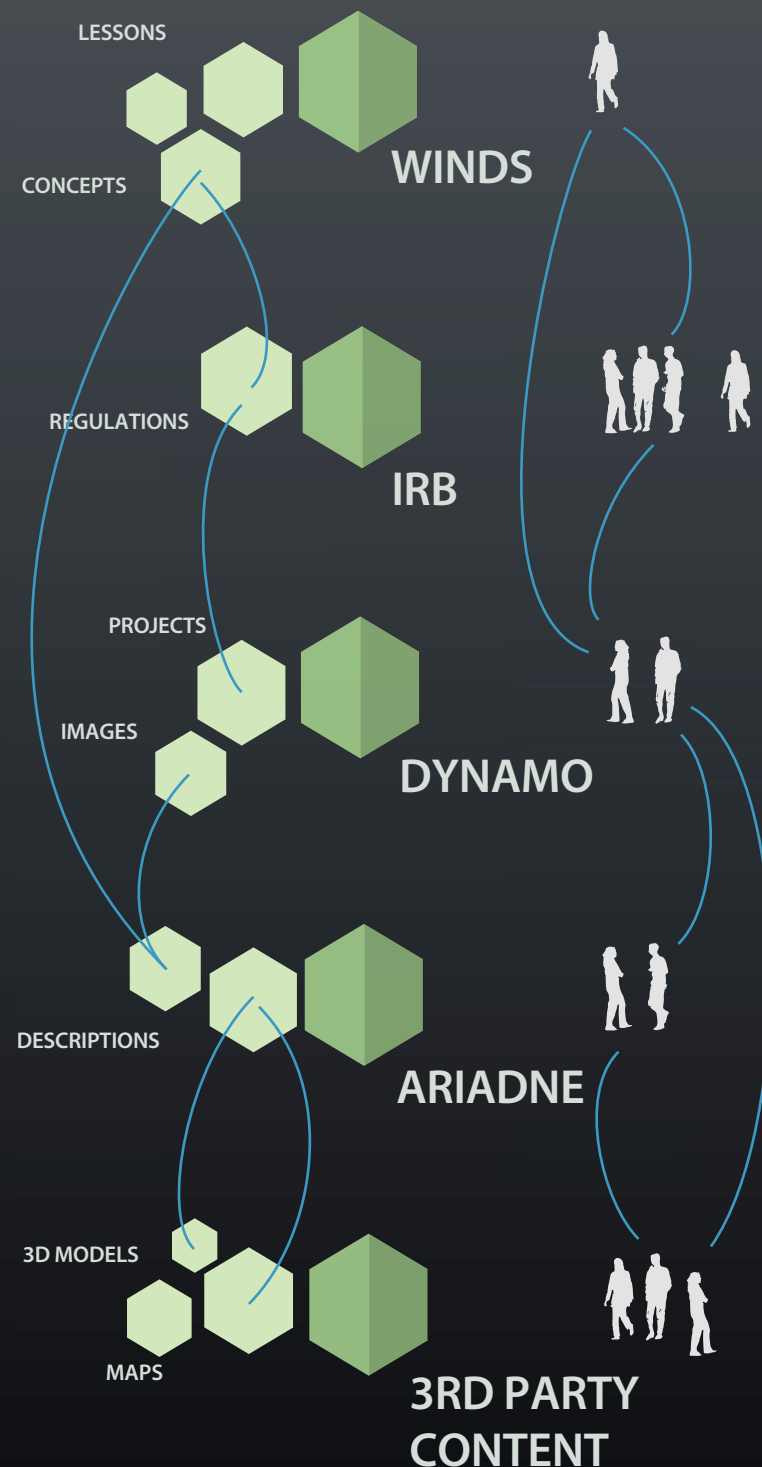 LESSONS
WINDS
CONCEPTS
REGULATIONS
IRB
PROJECTS
IMAGES
DYNAMO
DESCRIPTIONS
ARIADNE
3D MODELS
MAPS
3RD PARTY
CONTENT